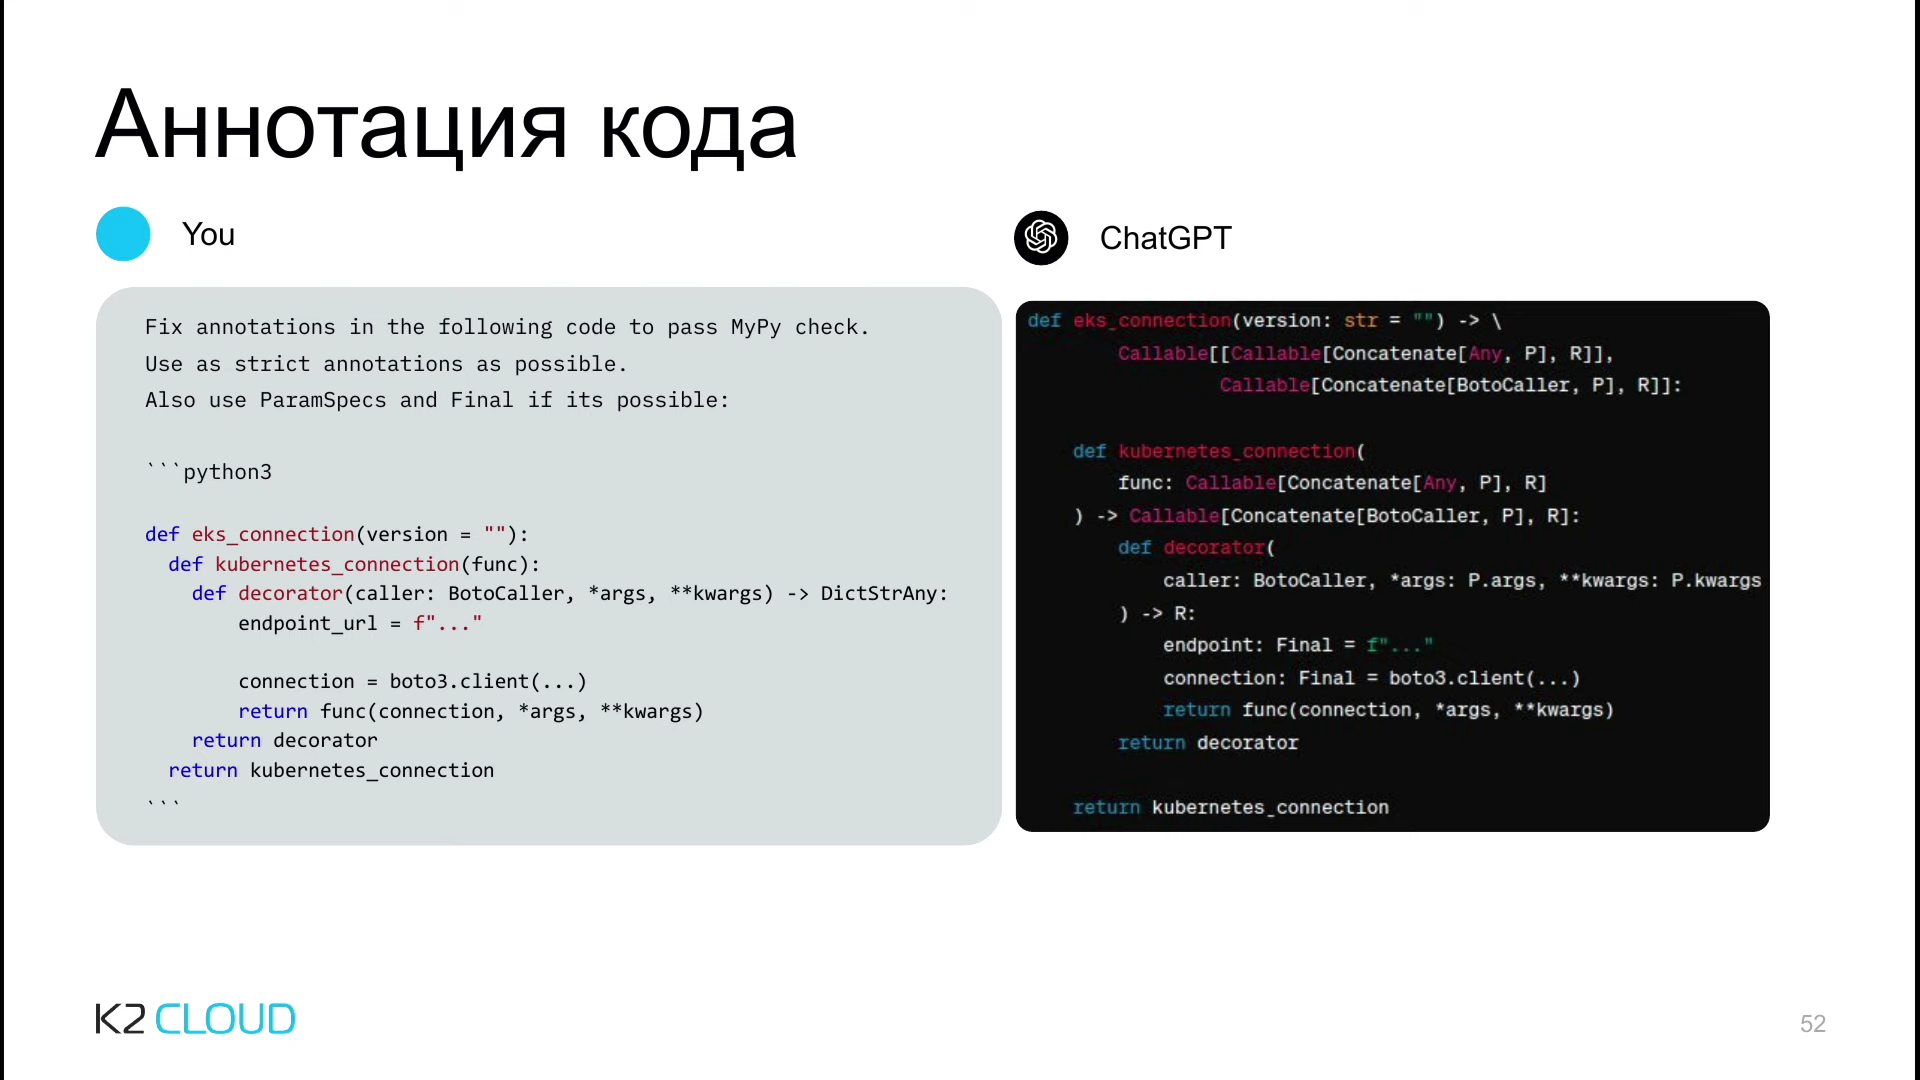 Аннотация кода
You
Fix annotations in the following code to pass MyPy check.
Use as strict annotations as possible.
Also use ParamSpecs and Final if its possible:
```python3
def eks_connection(version = ""):
def kubernetes_connection(func):
def decorator(caller: BotoCaller, *args, **kwargs) -> DictStrAny:
endpoint_url = f"..."
connection = boto3.client(...)
return func(connection, *args, **kwargs)
return decorator
return kubernetes_connection
```
ChatGPT
def eks_connection(version: str = "") -> \
Callable[[Callable[Concatenate[Any, P], R]],
Callable[Concatenate[BotoCaller, P], R]]:
def kubernetes_connection(
func: Callable[Concatenate[Any, P], R]
) -> Callable[Concatenate[BotoCaller, P], R]:
def decorator(
caller: BotoCaller, *args: P.args, **kwargs: P.kwargs
) -> R:
endpoint: Final = f"..."
connection: Final = boto3.client(...)
return func(connection, *args, **kwargs)
return decorator
return kubernetes_connection
K2 CLOUD
52